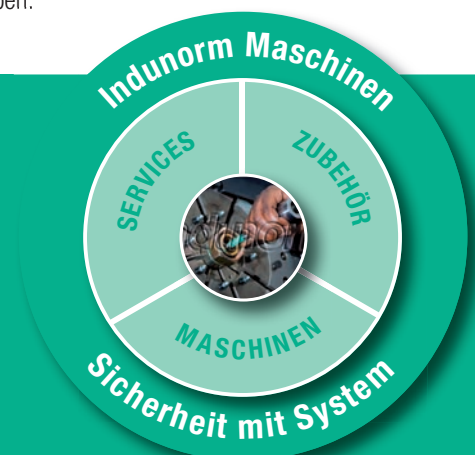 Indunorm Maschinen
SERVICES
ZUBEHÖR
MASCHINEN
Sicherheit mit System